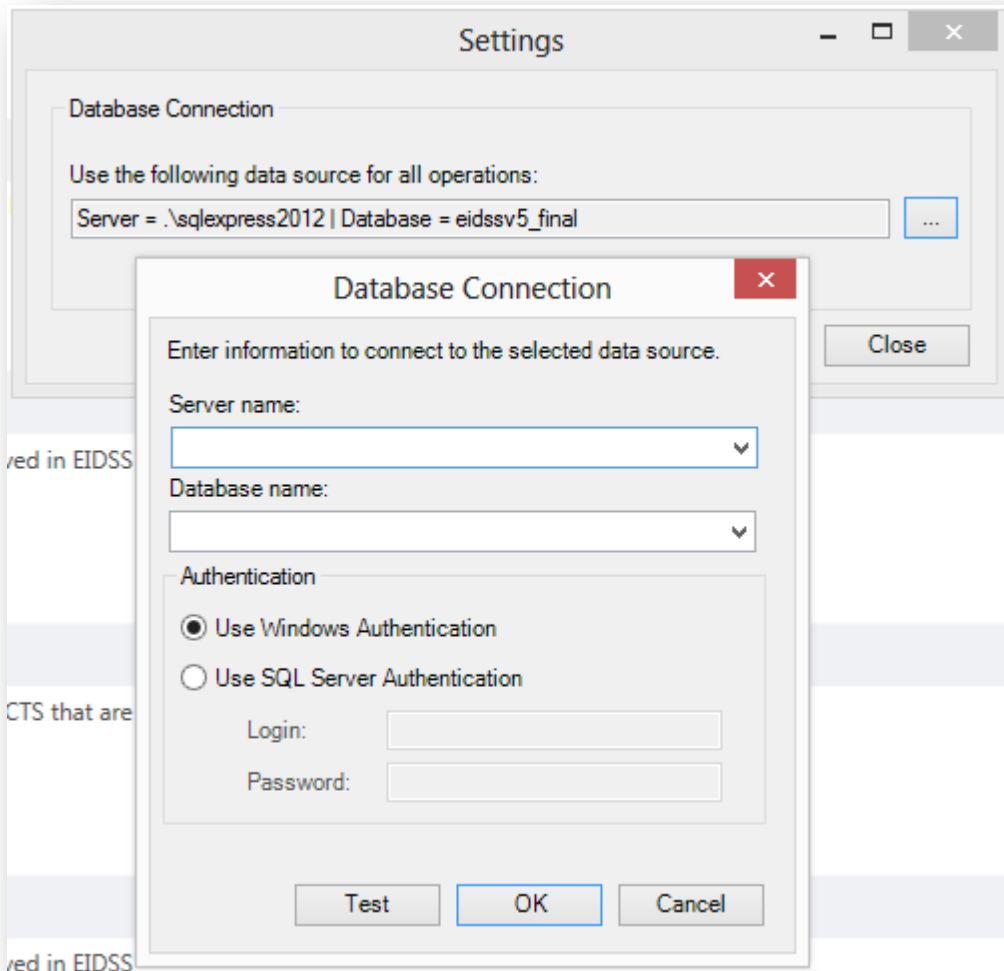 Settings
Database Connection
Use the following data source for all operations:
Server = .\sqlexpress2012 | Database = eidssv5_final
...
Close
Database Connection
Enter information to connect to the selected data source.
Server name:
Database name:
Authentication
Use Windows Authentication
Use SQL Server Authentication
Login:
Password:
Test OK Cancel
ved in EIDSS
CTS that are
ved in EIDSS